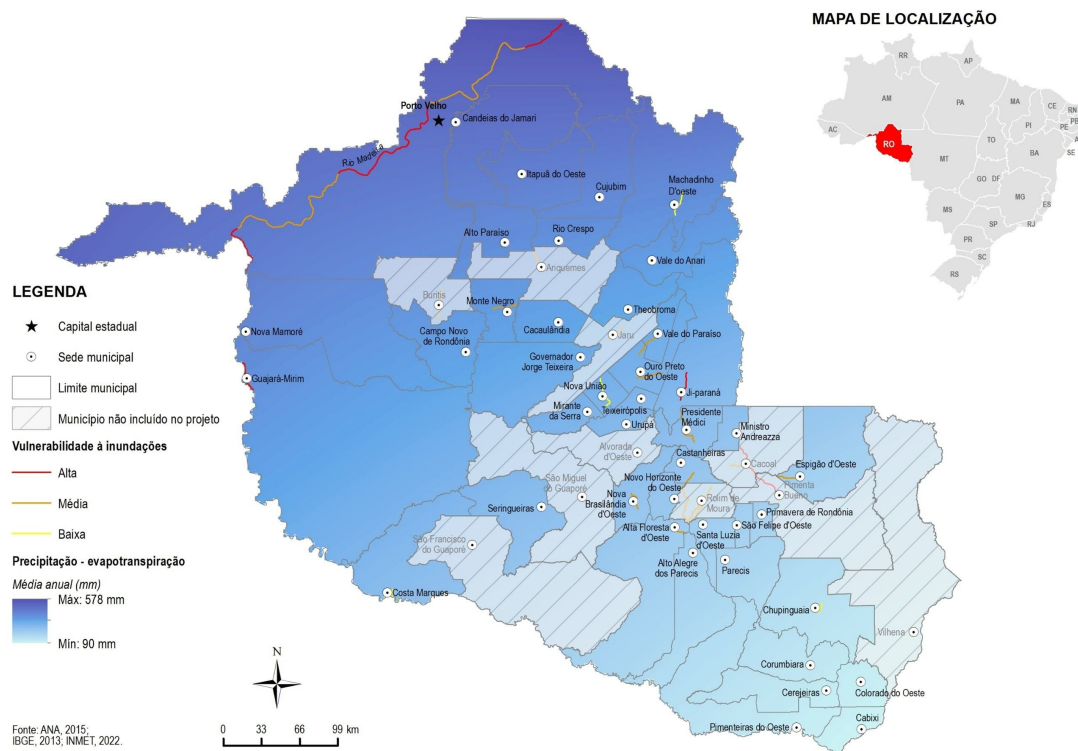 MAPA DE LOCALIZAÇÃO
RR
AP
AM
PA
MA
CE
RN
PB
PI
PE
AC
TO
A
SE
RO
BA
MT
GO
DF
MG
ES
MS
SP
RJ
PR
SC
RS
Porto Velho
Candeias do Jamari
Rio Madeira
Itapuã do Oeste
Cujubim
Machadinho
D'oeste
Alto Paraíso
Rio Crespo
Vale do Anari
Ariquemes
Buritis
Monte Negro
Theobroma
Nova Mamoré
Campo Novo
de Rondônia
Cacaulândia
Jaru
Vale do Paraíso
Governador
Jorge Teixeira
Ouro Preto
do Oeste
Guajará-Mirim
Nova União
Ji-paraná
Mirante
da Serra
Teixeirópolis
Urupá
Presidente
Médici
Ministro
Andreazza
Alvorada
d'Oeste
Castanheiras
Cacoal
Espigão d'Oeste
São Miguel
do Guaporé
Novo Horizonte
do Oeste
Pimenta
Bueno
Seringueiras
Nova
Brasilândia
d'Oeste
Rolim de
Moura
Primavera de Rondônia
São Francisco
do Guaporé
Alta Floresta
d'Oeste
Santa Luzia
d'Oeste
São Felipe d'Oeste
Alto Alegre
dos Parecis
Parecis
Costa Marques
Chupinguaia
Vilhena
Corumbiara
Cerejeiras
Colorado do Oeste
Pimenteiras do Oeste
Cabixi
LEGENDA
Capital estadual
Sede municipal
Limite municipal
Município não incluído no projeto
Vulnerabilidade à inundações
Alta
Média
Baixa
Precipitação - evapotranspiração
Média anual (mm)
Máx: 578 mm
Mín: 90 mm
N
0 33 66 99 km
Fonte: ANA, 2015;
IBGE, 2013; INMET, 2022.